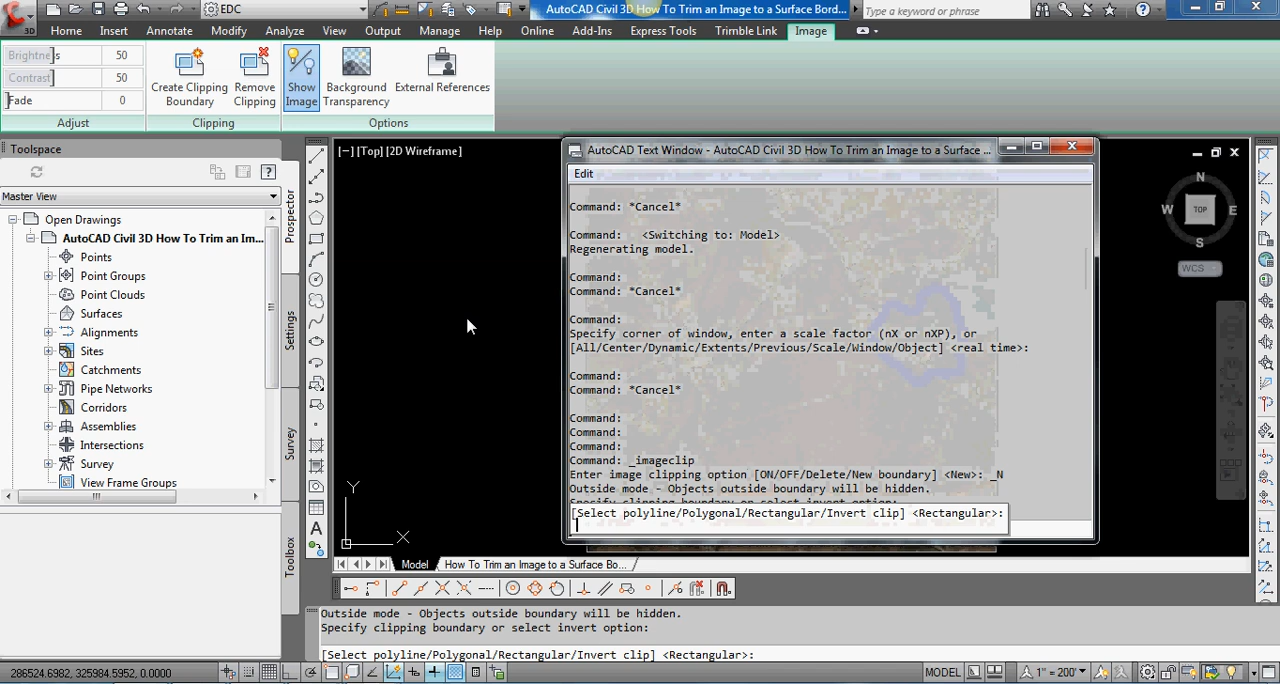 EDC
AutoCAD Civil 3D How To Trim an Image to a Surface Bord...
Type a keyword or phrase
3D
Home Insert Annotate Modify Analyze View Output Manage Help Online Add-Ins Express Tools Trimble Link Image
Brightness 50
Contrast 50
Fade 0
Create Clipping Boundary
Remove Clipping
Show Image
Background Transparency
External References
Adjust Clipping Options
Toolspace
Master View
Open Drawings
AutoCAD Civil 3D How To Trim an Im...
Points
Point Groups
Point Clouds
Surfaces
Alignments
Sites
Catchments
Pipe Networks
Corridors
Assemblies
Intersections
Survey
View Frame Groups
Prospector
Settings
Survey
Toolbox
[−] [Top] [2D Wireframe]
AutoCAD Text Window - AutoCAD Civil 3D How To Trim an Image to a Surface ...
Edit
Command: *Cancel*
Command:   <Switching to: Model>
Regenerating model.
Command:
Command: *Cancel*
Command:
Specify corner of window, enter a scale factor (nX or nXP), or
[All/Center/Dynamic/Extents/Previous/Scale/Window/Object] <real time>:
Command:
Command: *Cancel*
Command:
Command:
Command:
Command: _imageclip
Enter image clipping option [ON/OFF/Delete/New boundary] <New>: _N
Outside mode - Objects outside boundary will be hidden.
Specify clipping boundary or select invert option:
[Select polyline/Polygonal/Rectangular/Invert clip] <Rectangular>:
N
W TOP E
S
WCS
Y
X
A
Model How To Trim an Image to a Surface Bo...
Outside mode - Objects outside boundary will be hidden.
Specify clipping boundary or select invert option:
[Select polyline/Polygonal/Rectangular/Invert clip] <Rectangular>:
286524.6982, 325984.5952, 0.0000
MODEL
1" = 200'